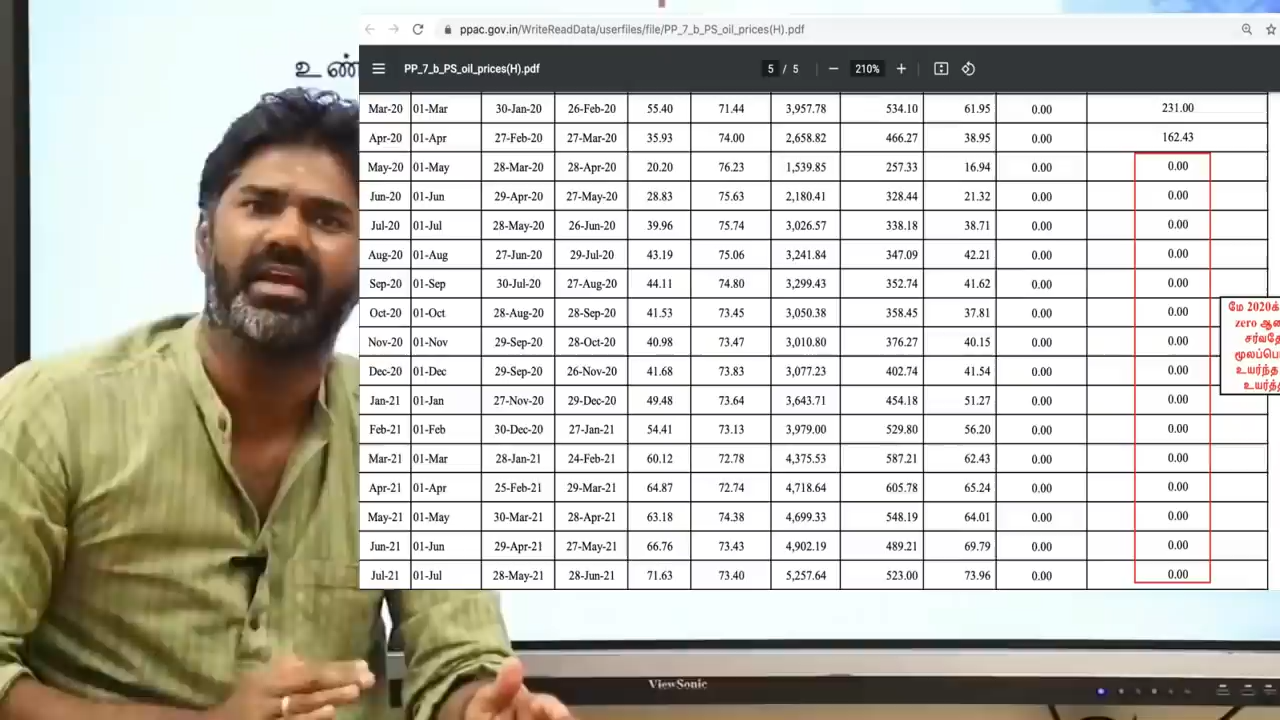 ppac.gov.in/WriteReadData/userfiles/file/PP_7_b_PS_oil_prices(H).pdf
PP_7_b_PS_oil_prices(H).pdf 5 / 5 210%
Mar-20 01-Mar 30-Jan-20 26-Feb-20 55.40 71.44 3,957.78 534.10 61.95 0.00 231.00
Apr-20 01-Apr 27-Feb-20 27-Mar-20 35.93 74.00 2,658.82 466.27 38.95 0.00 162.43
May-20 01-May 28-Mar-20 28-Apr-20 20.20 76.23 1,539.85 257.33 16.94 0.00 0.00
Jun-20 01-Jun 29-Apr-20 27-May-20 28.83 75.63 2,180.41 328.44 21.32 0.00 0.00
Jul-20 01-Jul 28-May-20 26-Jun-20 39.96 75.74 3,026.57 338.18 38.71 0.00 0.00
Aug-20 01-Aug 27-Jun-20 29-Jul-20 43.19 75.06 3,241.84 347.09 42.21 0.00 0.00
Sep-20 01-Sep 30-Jul-20 27-Aug-20 44.11 74.80 3,299.43 352.74 41.62 0.00 0.00
Oct-20 01-Oct 28-Aug-20 28-Sep-20 41.53 73.45 3,050.38 358.45 37.81 0.00 0.00
Nov-20 01-Nov 29-Sep-20 28-Oct-20 40.98 73.47 3,010.80 376.27 41.15 0.00 0.00
Dec-20 01-Dec 29-Sep-20 26-Nov-20 41.68 73.83 3,077.23 402.74 41.54 0.00 0.00
Jan-21 01-Jan 27-Nov-20 29-Dec-20 49.48 73.64 3,643.71 454.18 51.27 0.00 0.00
Feb-21 01-Feb 30-Dec-20 27-Jan-21 54.41 73.13 3,979.00 529.80 56.20 0.00 0.00
Mar-21 01-Mar 28-Jan-21 24-Feb-21 60.12 72.78 4,375.53 587.21 62.43 0.00 0.00
Apr-21 01-Apr 25-Feb-21 29-Mar-21 64.87 72.74 4,718.64 605.78 65.24 0.00 0.00
May-21 01-May 30-Mar-21 28-Apr-21 63.18 74.38 4,699.33 548.19 64.01 0.00 0.00
Jun-21 01-Jun 29-Apr-21 27-May-21 66.76 73.43 4,902.19 489.21 69.79 0.00 0.00
Jul-21 01-Jul 28-May-21 28-Jun-21 71.63 73.40 5,257.64 523.00 73.96 0.00 0.00
மே 2020க்
zero
உயர்ந்த
ViewSonic